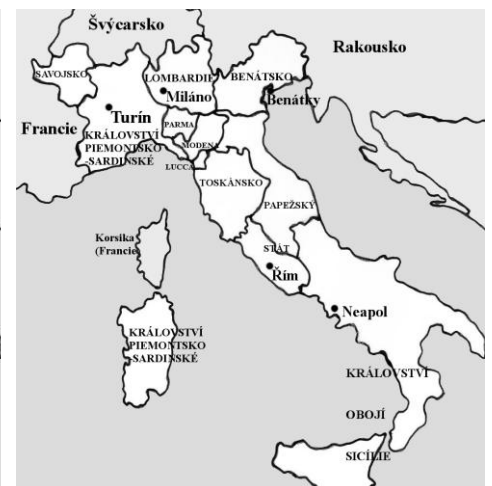 Švýcarsko
Rakousko
SAVOJSKO
LOMBARDIE
BENÁTSKO
Miláno
Benátky
Turín
Francie
KRÁLOVSTVÍ
PIEMONTSKO
-SARDINSKÉ
PARMA
MODENA
LUCCA
TOSKÁNSKO
PAPEŽSKÝ
STÁT
Řím
Korsika
(Francie)
Neapol
KRÁLOVSTVÍ
PIEMONTSKO
-SARDINSKÉ
KRÁLOVSTVÍ
OBOJÍ
SICÍLIE